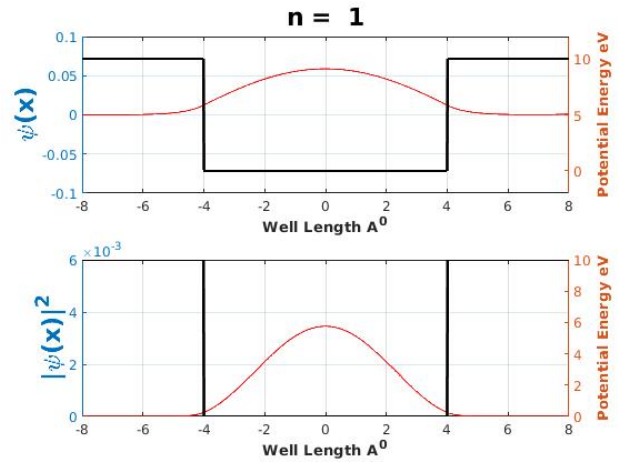 n = 1
0.1
0.05
0
-0.05
-0.1
ψ(x)
10
5
0
Potential Energy eV
-8 -6 -4 -2 0 2 4 6 8
Well Length A⁰
×10⁻³
6
4
2
0
|ψ(x)|²
10
8
6
4
2
0
Potential Energy eV
-8 -6 -4 -2 0 2 4 6 8
Well Length A⁰